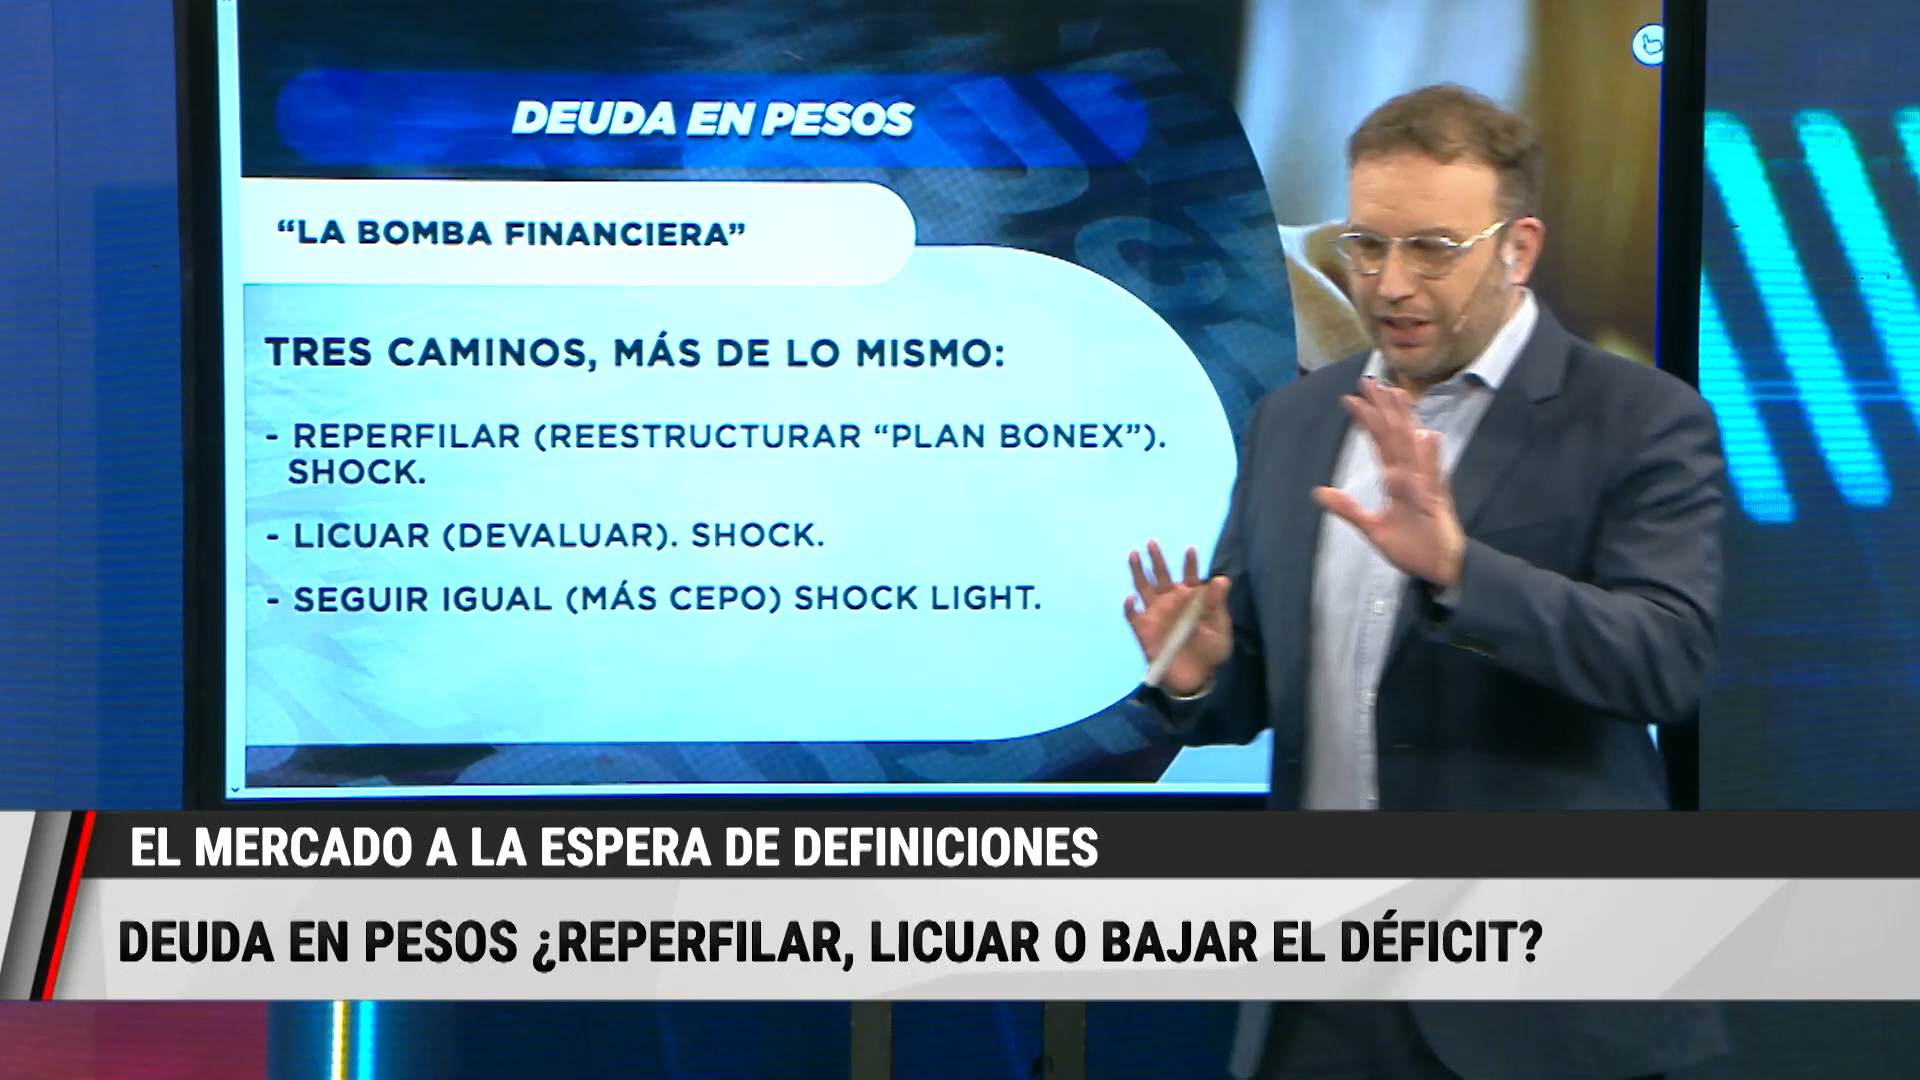 DEUDA EN PESOS
“LA BOMBA FINANCIERA”
TRES CAMINOS, MÁS DE LO MISMO:
- REPERFILAR (REESTRUCTURAR “PLAN BONEX”).
SHOCK.
- LICUAR (DEVALUAR). SHOCK.
- SEGUIR IGUAL (MÁS CEPO) SHOCK LIGHT.
EL MERCADO A LA ESPERA DE DEFINICIONES
DEUDA EN PESOS ¿REPERFILAR, LICUAR O BAJAR EL DÉFICIT?